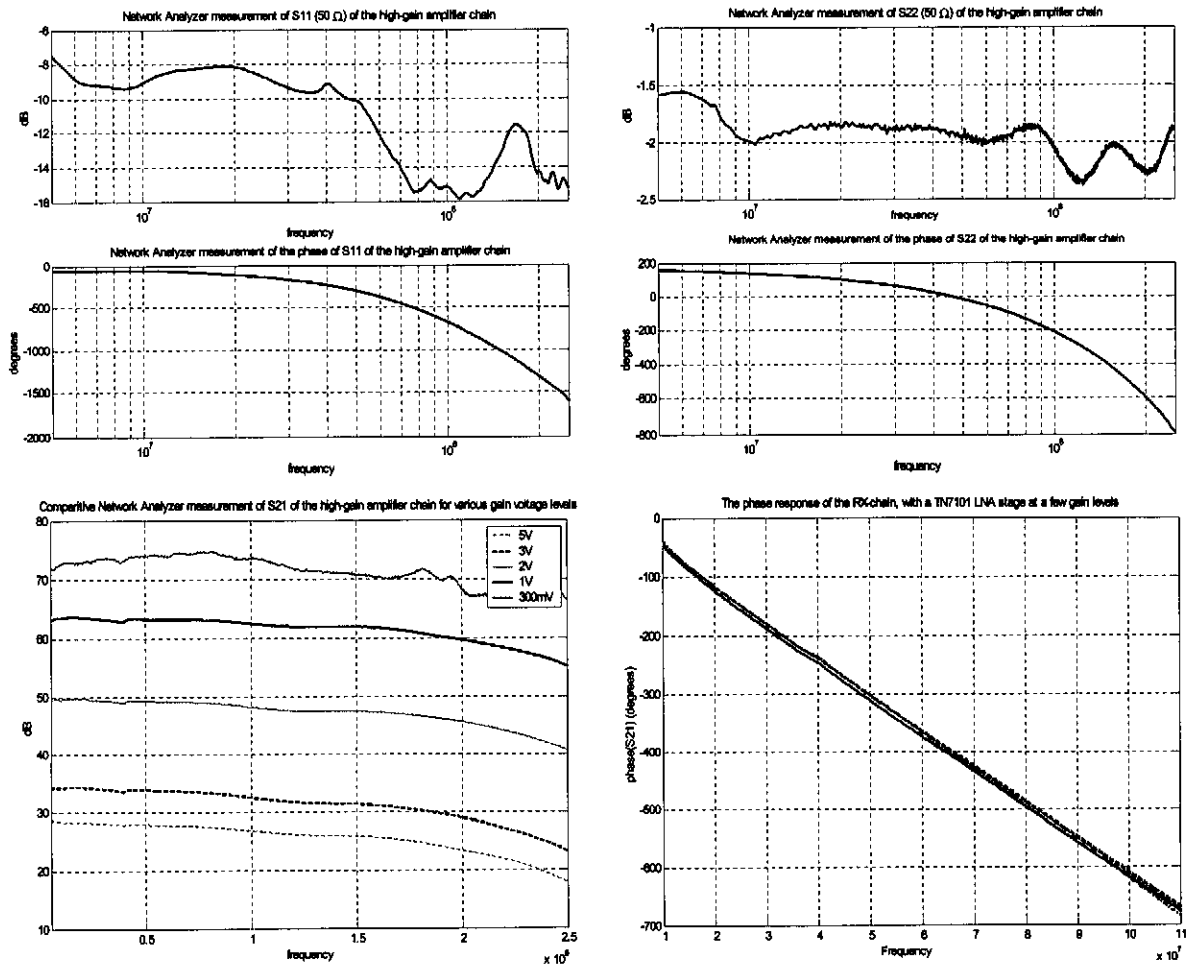 Network Analyzer measurement of S11 (50 Ω) of the high-gain amplifier chain
-6
-8
-10
-12
-14
-16
-18
dB
10^7
10^8
frequency
Network Analyzer measurement of S22 (50 Ω) of the high-gain amplifier chain
-1
-1.5
-2
-2.5
dB
10^7
10^8
frequency
Network Analyzer measurement of the phase of S11 of the high-gain amplifier chain
0
-500
-1000
-1500
-2000
degrees
10^7
10^8
frequency
Network Analyzer measurement of the phase of S22 of the high-gain amplifier chain
200
0
-200
-400
-600
-800
degrees
10^7
10^8
frequency
Comparitive Network Analyzer measurement of S21 of the high-gain amplifier chain for various gain voltage levels
80
70
60
50
40
30
20
10
dB
5V
3V
2V
1V
300mV
0.5
1
1.5
2
2.5
frequency
x 10^8
The phase response of the RX-chain, with a TN7101 LNA stage at a few gain levels
0
-100
-200
-300
-400
-500
-600
-700
phase(S21) (degrees)
1
2
3
4
5
6
7
8
9
10
11
Frequency
x 10^7